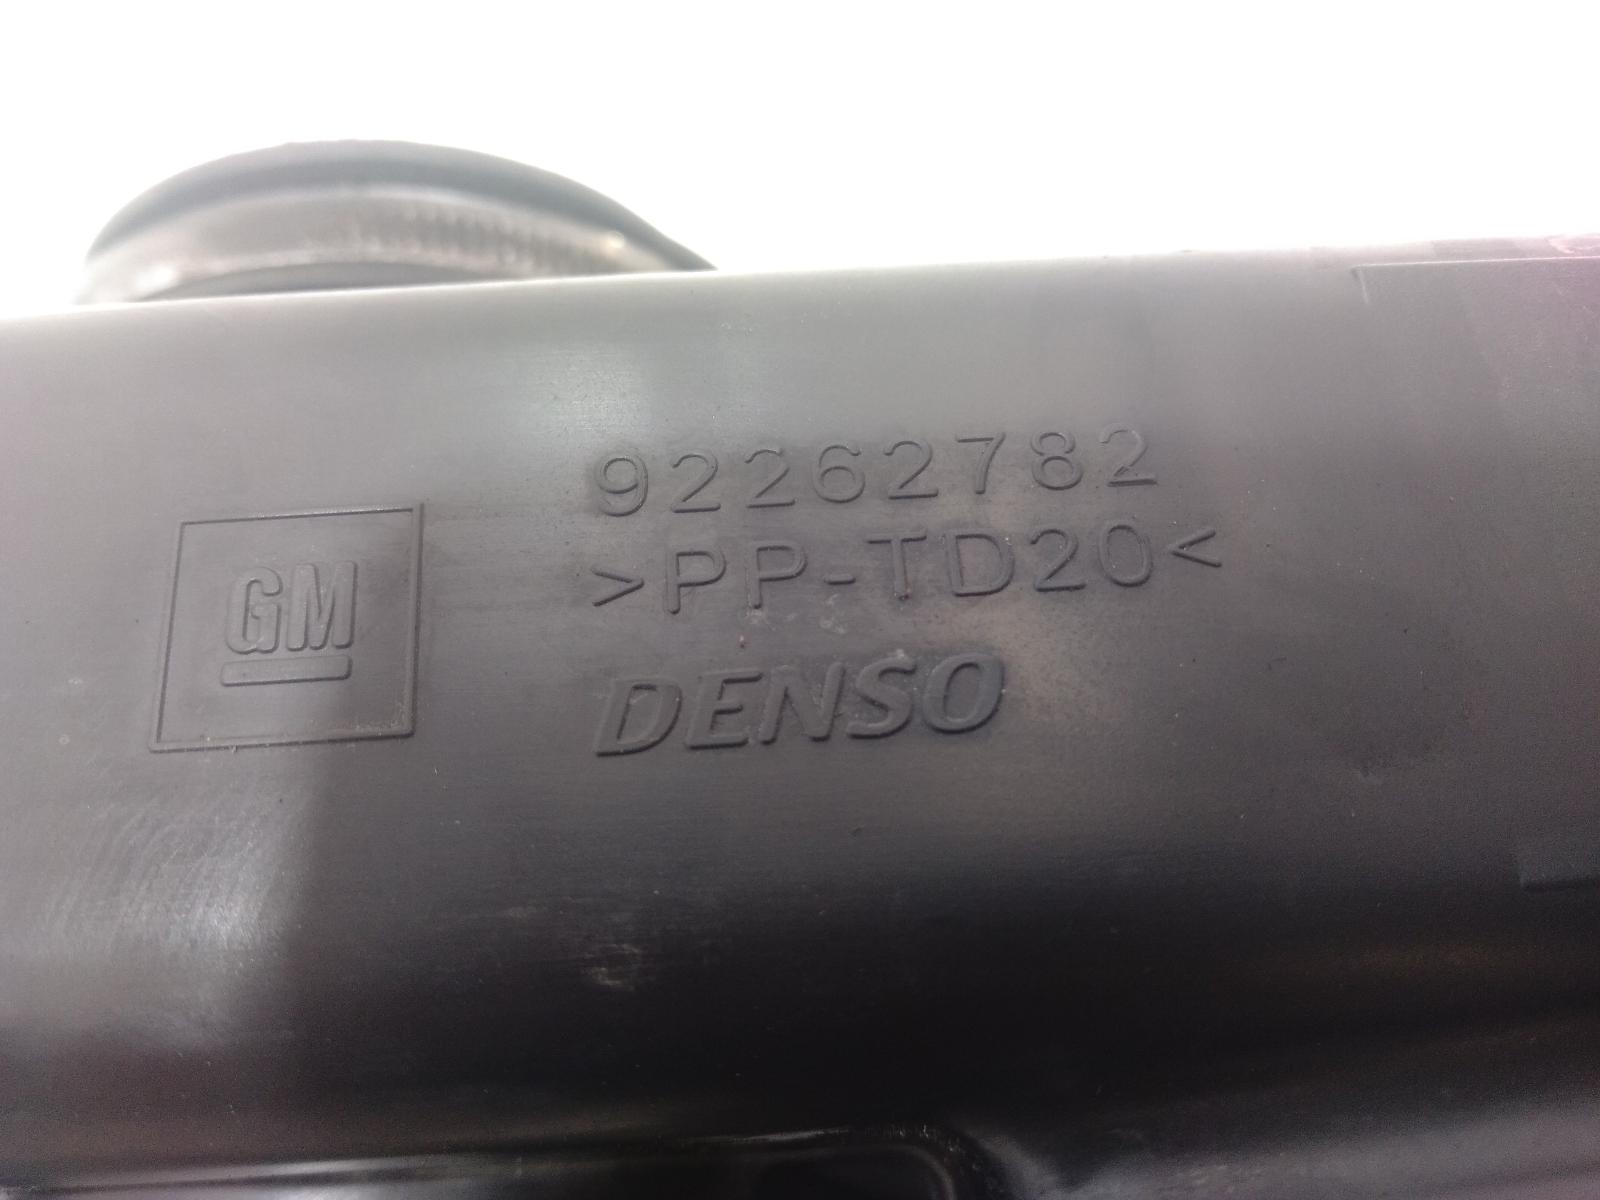 92262782
>PP-TD20<
GM
DENSO